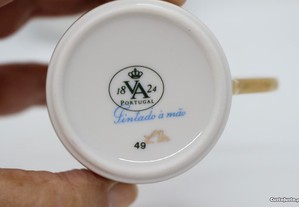 VA
18 24
PORTUGAL
Pintado à mão
49